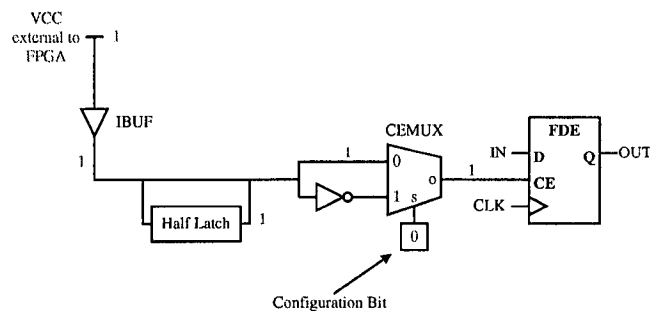 VCC
external to
FPGA
1
IBUF
1
Half Latch
1
1
CEMUX
0
1
o
s
0
1
FDE
IN
D
Q
OUT
CE
CLK
Configuration Bit